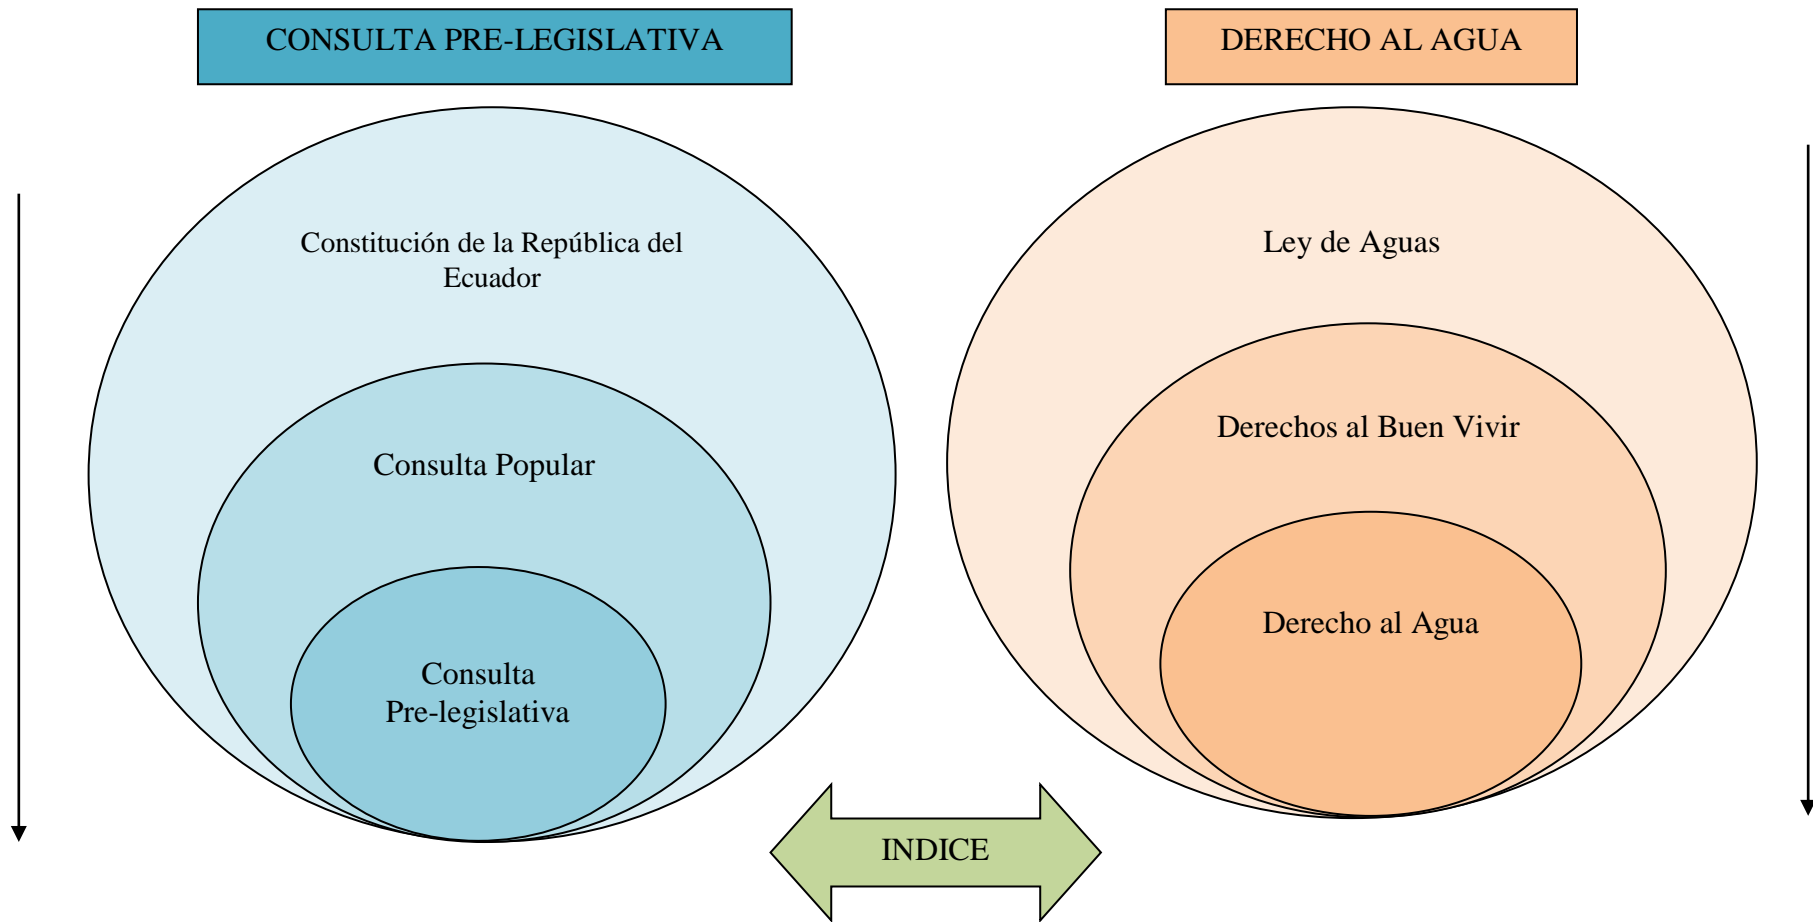 CONSULTA PRE-LEGISLATIVA
DERECHO AL AGUA
Constitución de la República del
Ecuador
Consulta Popular
Consulta
Pre-legislativa
Ley de Aguas
Derechos al Buen Vivir
Derecho al Agua
INDICE